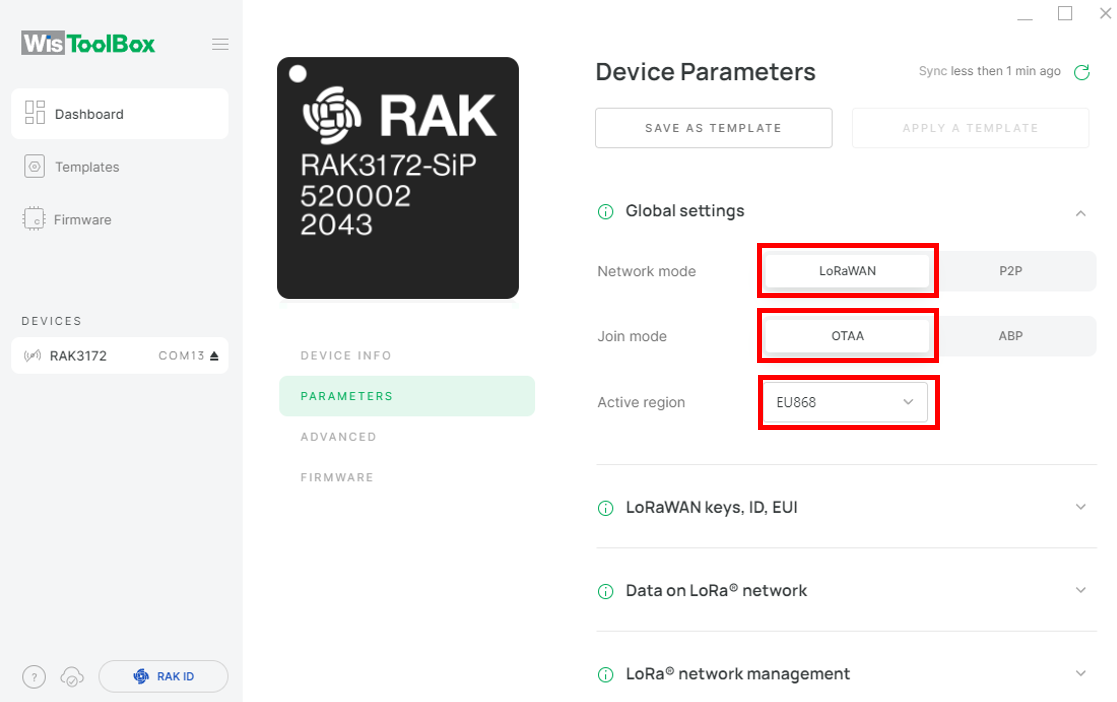 WisToolBox
Dashboard
Templates
Firmware
DEVICES
RAK3172 COM13
?
RAK ID
RAK
RAK3172-SiP
520002
2043
DEVICE INFO
PARAMETERS
ADVANCED
FIRMWARE
Device Parameters
Sync less then 1 min ago
SAVE AS TEMPLATE
APPLY A TEMPLATE
Global settings
Network mode LoRaWAN P2P
Join mode OTAA ABP
Active region EU868
LoRaWAN keys, ID, EUI
Data on LoRa® network
LoRa® network management